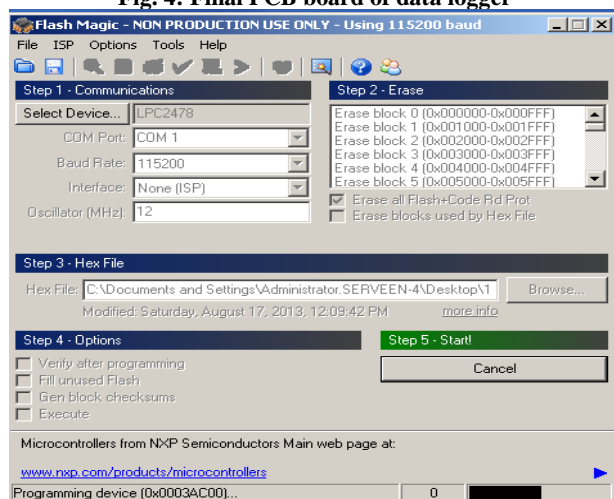 Fig. 4: Final PCB board of data logger
Flash Magic - NON PRODUCTION USE ONLY - Using 115200 baud
File ISP Options Tools Help
Step 1 - Communications
Select Device... LPC2478
COM Port: COM 1
Baud Rate: 115200
Interface: None (ISP)
Oscillator (MHz): 12
Step 2 - Erase
Erase block 0 (0x000000-0x000FFF)
Erase block 1 (0x001000-0x001FFF)
Erase block 2 (0x002000-0x002FFF)
Erase block 3 (0x003000-0x003FFF)
Erase block 4 (0x004000-0x004FFF)
Erase block 5 (0x005000-0x005FFF)
Erase all Flash+Code Rd Prot
Erase blocks used by Hex File
Step 3 - Hex File
Hex File: C:\Documents and Settings\Administrator.SERVEEN-4\Desktop\1 Browse...
Modified: Saturday, August 17, 2013, 12:09:42 PM more info
Step 4 - Options
Verify after programming
Fill unused Flash
Gen block checksums
Execute
Step 5 - Start!
Cancel
Microcontrollers from NXP Semiconductors Main web page at:
www.nxp.com/products/microcontrollers
Programming device (0x0003AC00)... 0